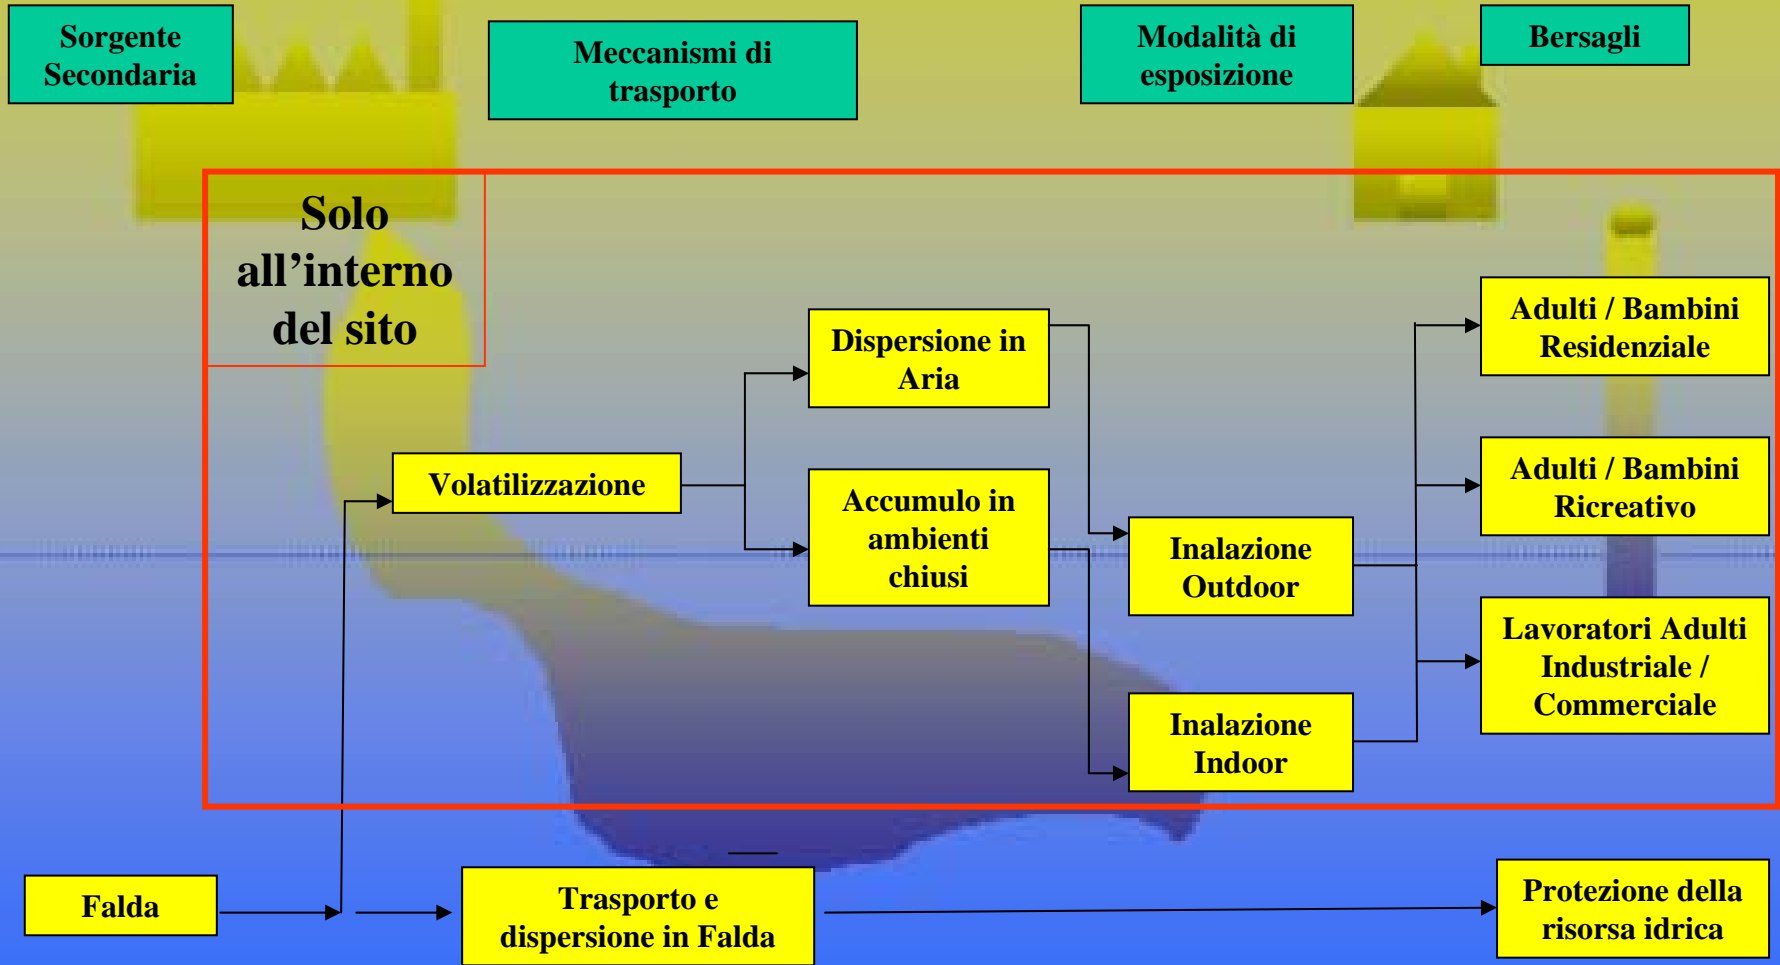 Sorgente
Secondaria
Meccanismi di
trasporto
Modalità di
esposizione
Bersagli
Solo
all’interno
del sito
Dispersione in
Aria
Adulti / Bambini
Residenziale
Volatilizzazione
Accumulo in
ambienti
chiusi
Adulti / Bambini
Ricreativo
Inalazione
Outdoor
Lavoratori Adulti
Industriale /
Commerciale
Inalazione
Indoor
Falda
Trasporto e
dispersione in Falda
Protezione della
risorsa idrica